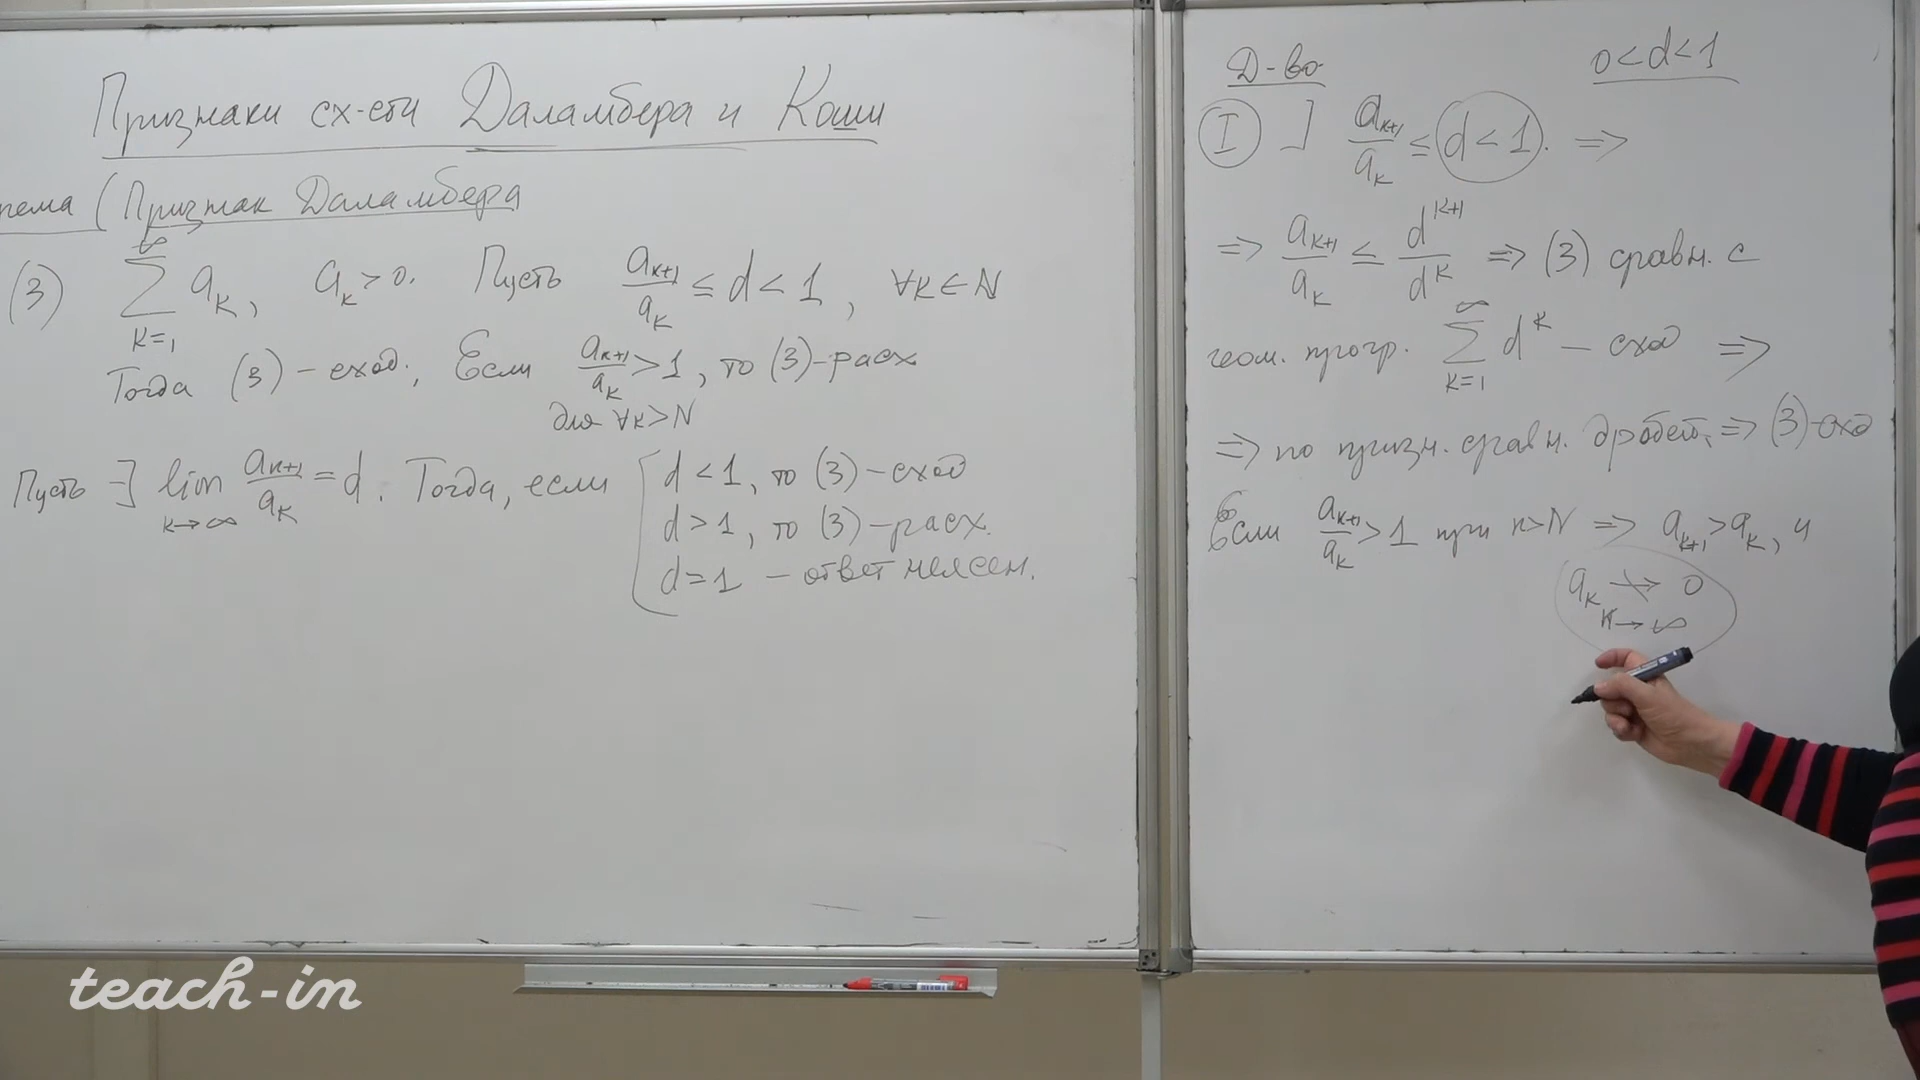 Признаки сх-сти Даламбера и Коши
рема (Признак Даламбера
(3) ∑_{k=1}^{∞} a_k, a_k > 0. Пусть a_{k+1}/a_k ≤ d < 1, ∀k ∈ N
Тогда (3) – сход., Если a_{k+1}/a_k > 1, то (3)-расх
для ∀k > N
Пусть ∃ lim_{k→∞} a_{k+1}/a_k = d. Тогда, если [ d < 1, то (3) – сход
d > 1, то (3) – расх.
d = 1 – ответ неясен.
Д-во 0 < d < 1
I ] a_{k+1}/a_k ≤ d < 1. =>
=> a_{k+1}/a_k ≤ d^{k+1}/d^k => (3) сравн. с
геом. прогр. ∑_{k=1}^{∞} d^k – сход =>
=> по призн. сравн. дробей, => (3)-сход
Если a_{k+1}/a_k > 1 при n > N => a_{k+1} > a_k, и
a_k ↛ 0
k→∞
teach-in